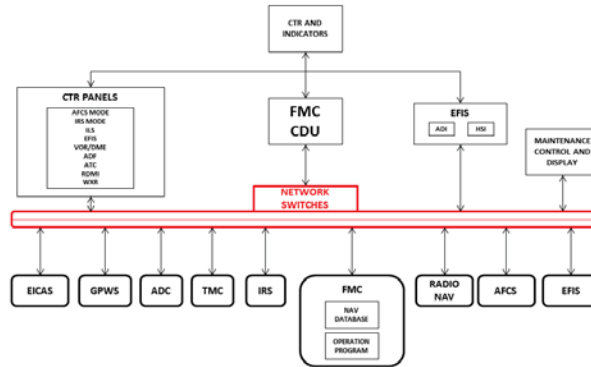 CTR AND
INDICATORS
CTR PANELS
AFCS MODE
IRS MODE
ILS
EFIS
VOR/DME
ADF
ATC
RDMI
WXR
FMC
CDU
EFIS
ADI
HSI
MAINTENANCE
CONTROL AND
DISPLAY
NETWORK
SWITCHES
EICAS
GPWS
ADC
TMC
IRS
FMC
NAV
DATABASE
OPERATION
PROGRAM
RADIO
NAV
AFCS
EFIS